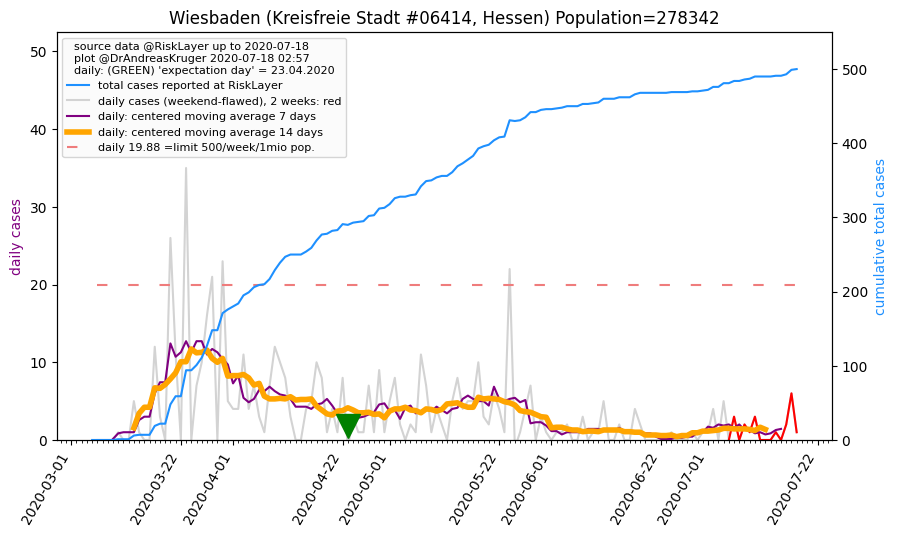 Wiesbaden (Kreisfreie Stadt #06414, Hessen) Population=278342
source data @RiskLayer up to 2020-07-18
plot @DrAndreasKruger 2020-07-18 02:57
daily: (GREEN) 'expectation day' = 23.04.2020
total cases reported at RiskLayer
daily cases (weekend-flawed), 2 weeks: red
daily: centered moving average 7 days
daily: centered moving average 14 days
daily 19.88 =limit 500/week/1mio pop.
daily cases
50
40
30
20
10
0
cumulative total cases
500
400
300
200
100
0
2020-03-01
2020-03-22
2020-04-01
2020-04-22
2020-05-01
2020-05-22
2020-06-01
2020-06-22
2020-07-01
2020-07-22